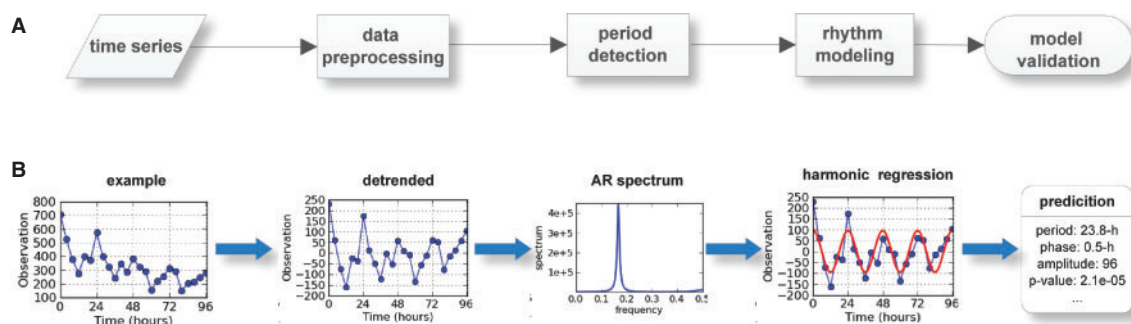 A
time series
data
preprocessing
period
detection
rhythm
modeling
model
validation
B
example
Observation
800
700
600
500
400
300
200
100
0 24 48 72 96
Time (hours)
detrended
Observation
250
200
150
100
50
0
-50
-100
-150
-200
0 24 48 72 96
Time (hours)
AR spectrum
spectrum
4e+5
3e+5
2e+5
1e+5
0.0 0.1 0.2 0.3 0.4 0.5
frequency
harmonic regression
Observation
250
200
150
100
50
0
-50
-100
-150
-200
0 24 48 72 96
Time (hours)
predicition
period: 23.8-h
phase: 0.5-h
amplitude: 96
p-value: 2.1e-05
...